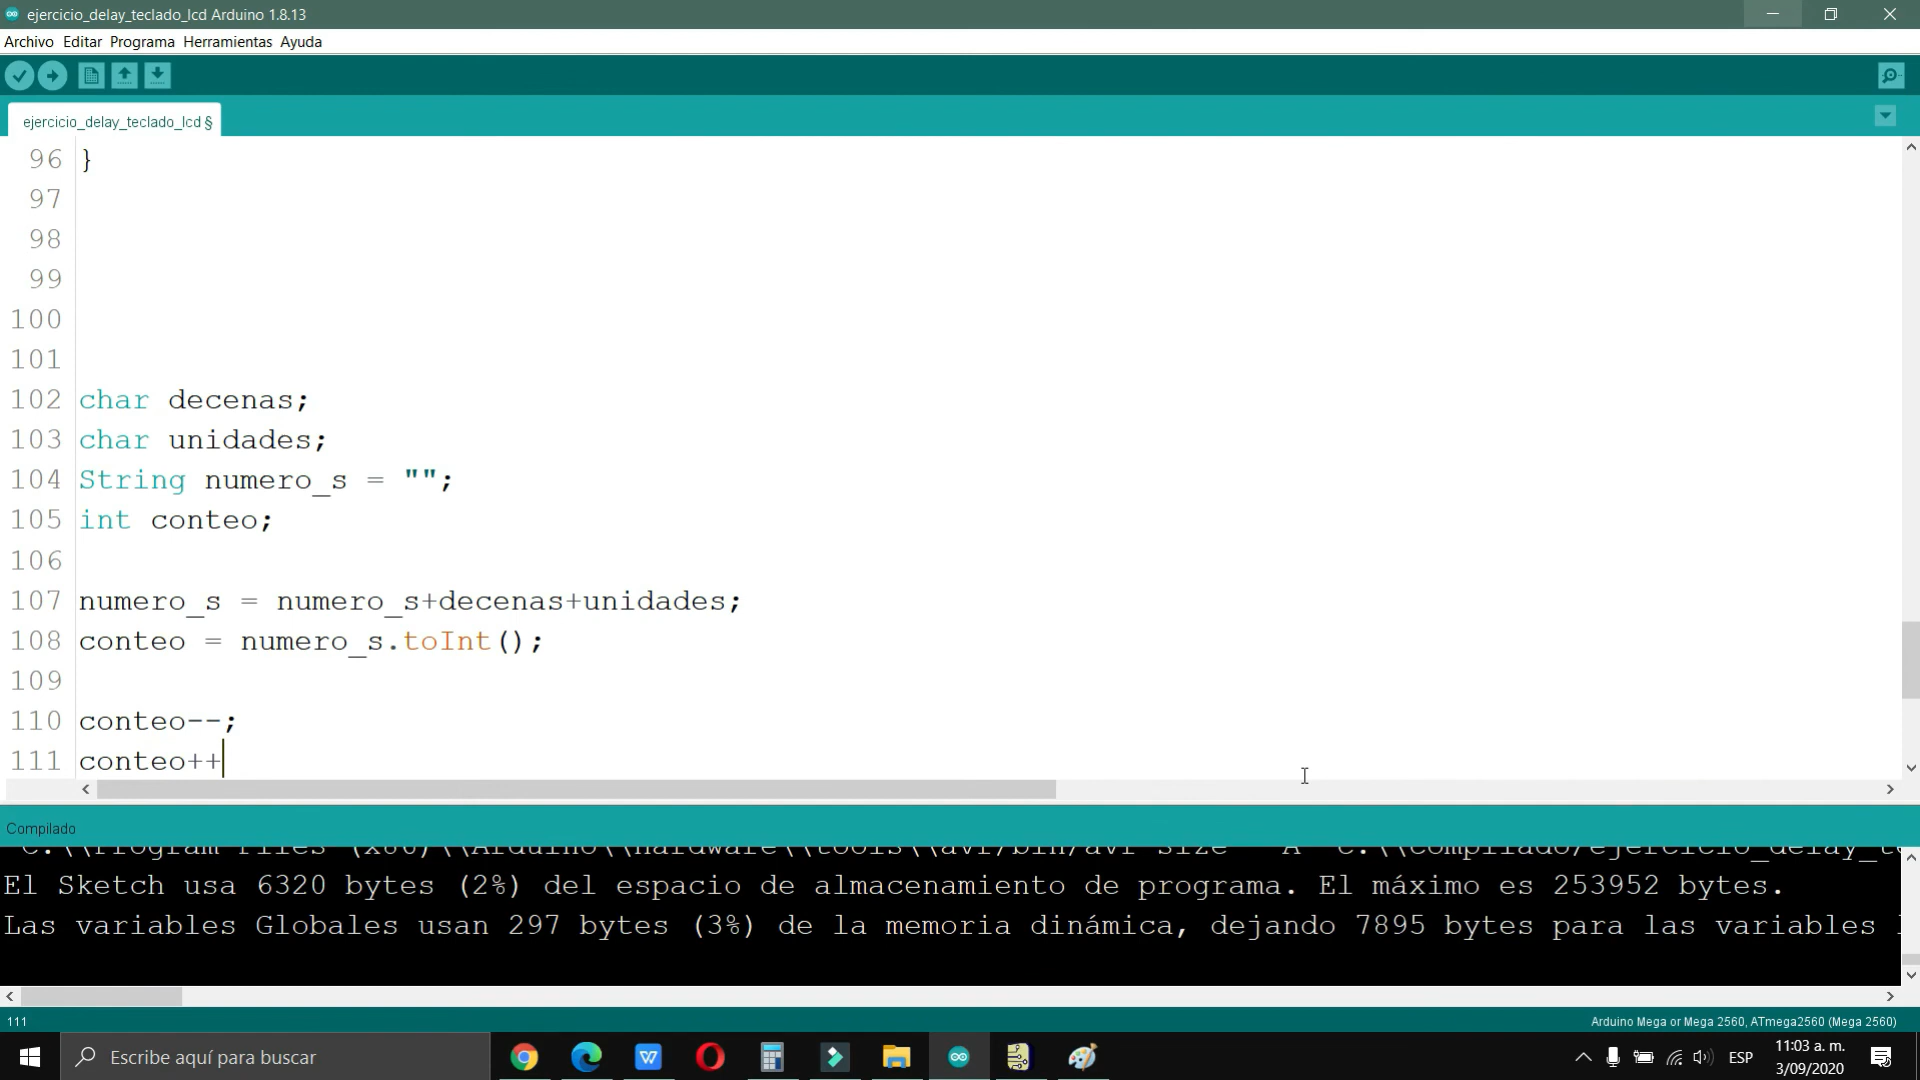 ejercicio_delay_teclado_lcd Arduino 1.8.13
Archivo Editar Programa Herramientas Ayuda
ejercicio_delay_teclado_lcd §
96 }
97
98
99
100
101
102 char decenas;
103 char unidades;
104 String numero_s = "";
105 int conteo;
106
107 numero_s = numero_s+decenas+unidades;
108 conteo = numero_s.toInt();
109
110 conteo--;
111 conteo++
Compilado
El Sketch usa 6320 bytes (2%) del espacio de almacenamiento de programa. El máximo es 253952 bytes.
Las variables Globales usan 297 bytes (3%) de la memoria dinámica, dejando 7895 bytes para las variables
111
Arduino Mega or Mega 2560, ATmega2560 (Mega 2560)
Escribe aquí para buscar
ESP
11:03 a. m.
3/09/2020